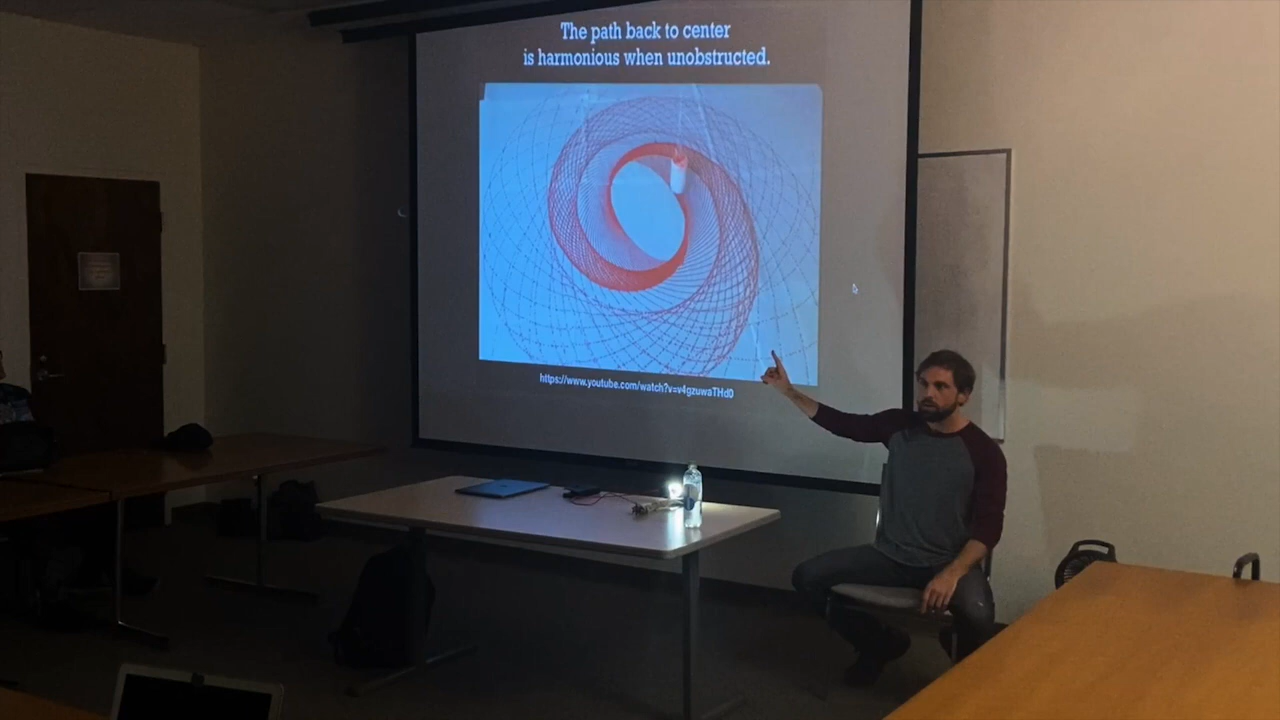 The path back to center
is harmonious when unobstructed.
https://www.youtube.com/watch?v=v4gzuwaTHd0